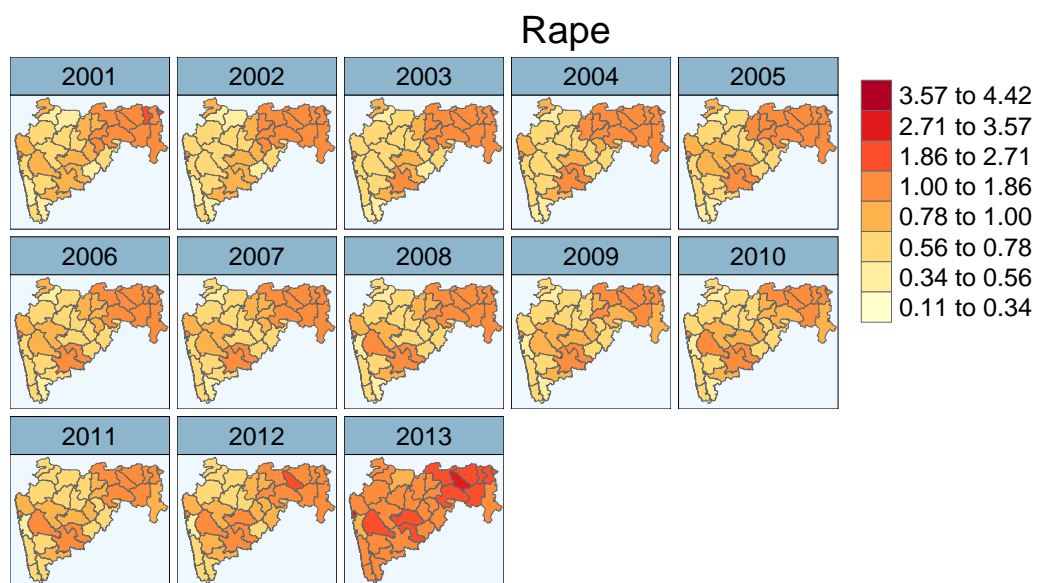 Rape
2001
2002
2003
2004
2005
3.57 to 4.42
2.71 to 3.57
1.86 to 2.71
1.00 to 1.86
0.78 to 1.00
0.56 to 0.78
0.34 to 0.56
0.11 to 0.34
2006
2007
2008
2009
2010
2011
2012
2013